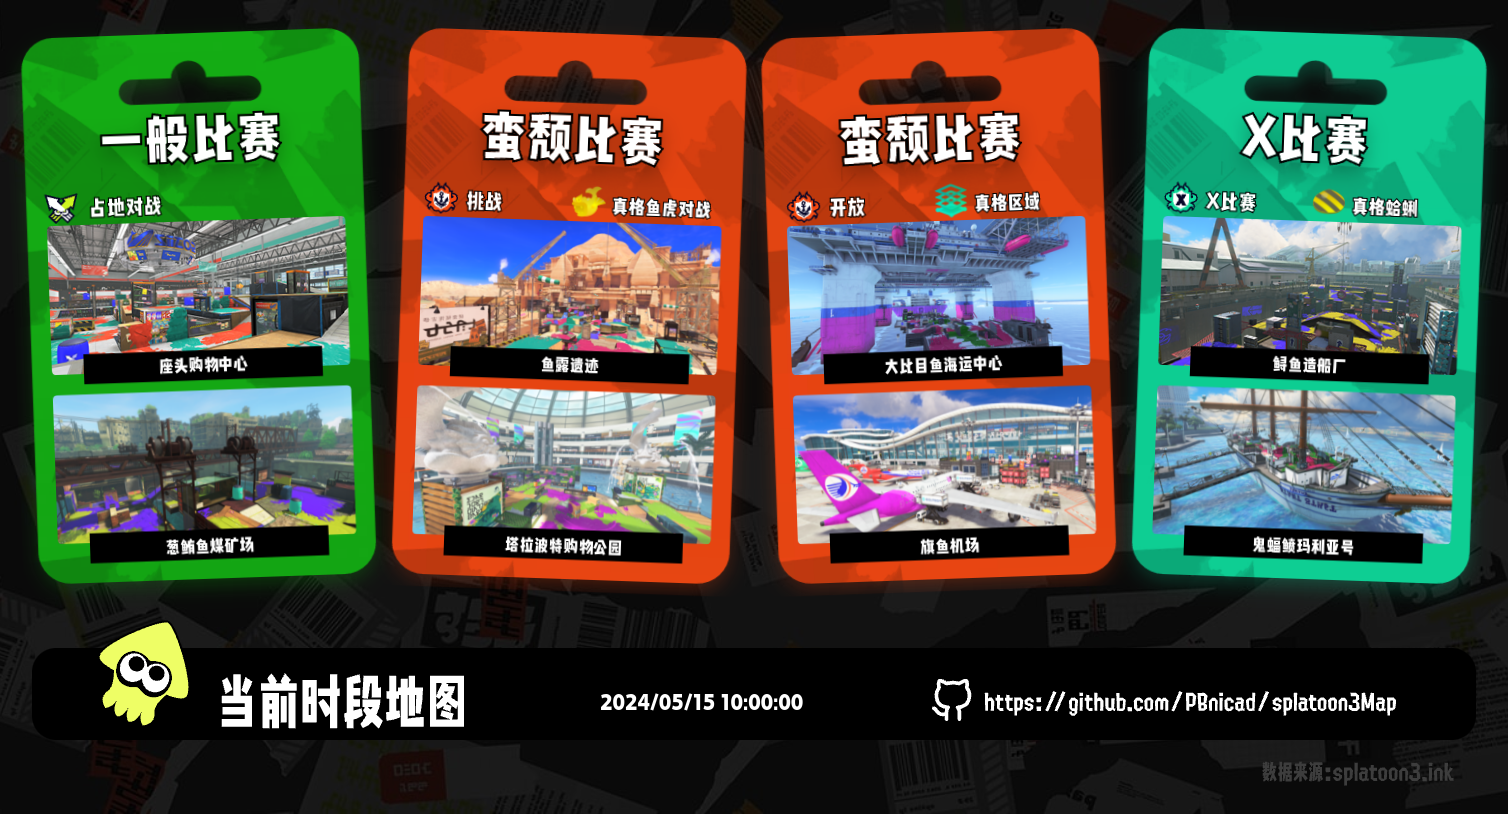 一般比赛
占地对战
座头购物中心
葱鲔鱼煤矿场
蛮颓比赛
挑战
真格鱼虎对战
鱼露遗迹
塔拉波特购物公园
蛮颓比赛
开放
真格区域
大比目鱼海运中心
旗鱼机场
X比赛
X比赛
真格蛤蜊
鲟鱼造船厂
鬼蝠鲼玛利亚号
当前时段地图
2024/05/15 10:00:00
https://github.com/PBnicad/splatoon3Map
数据来源:splatoon3.ink